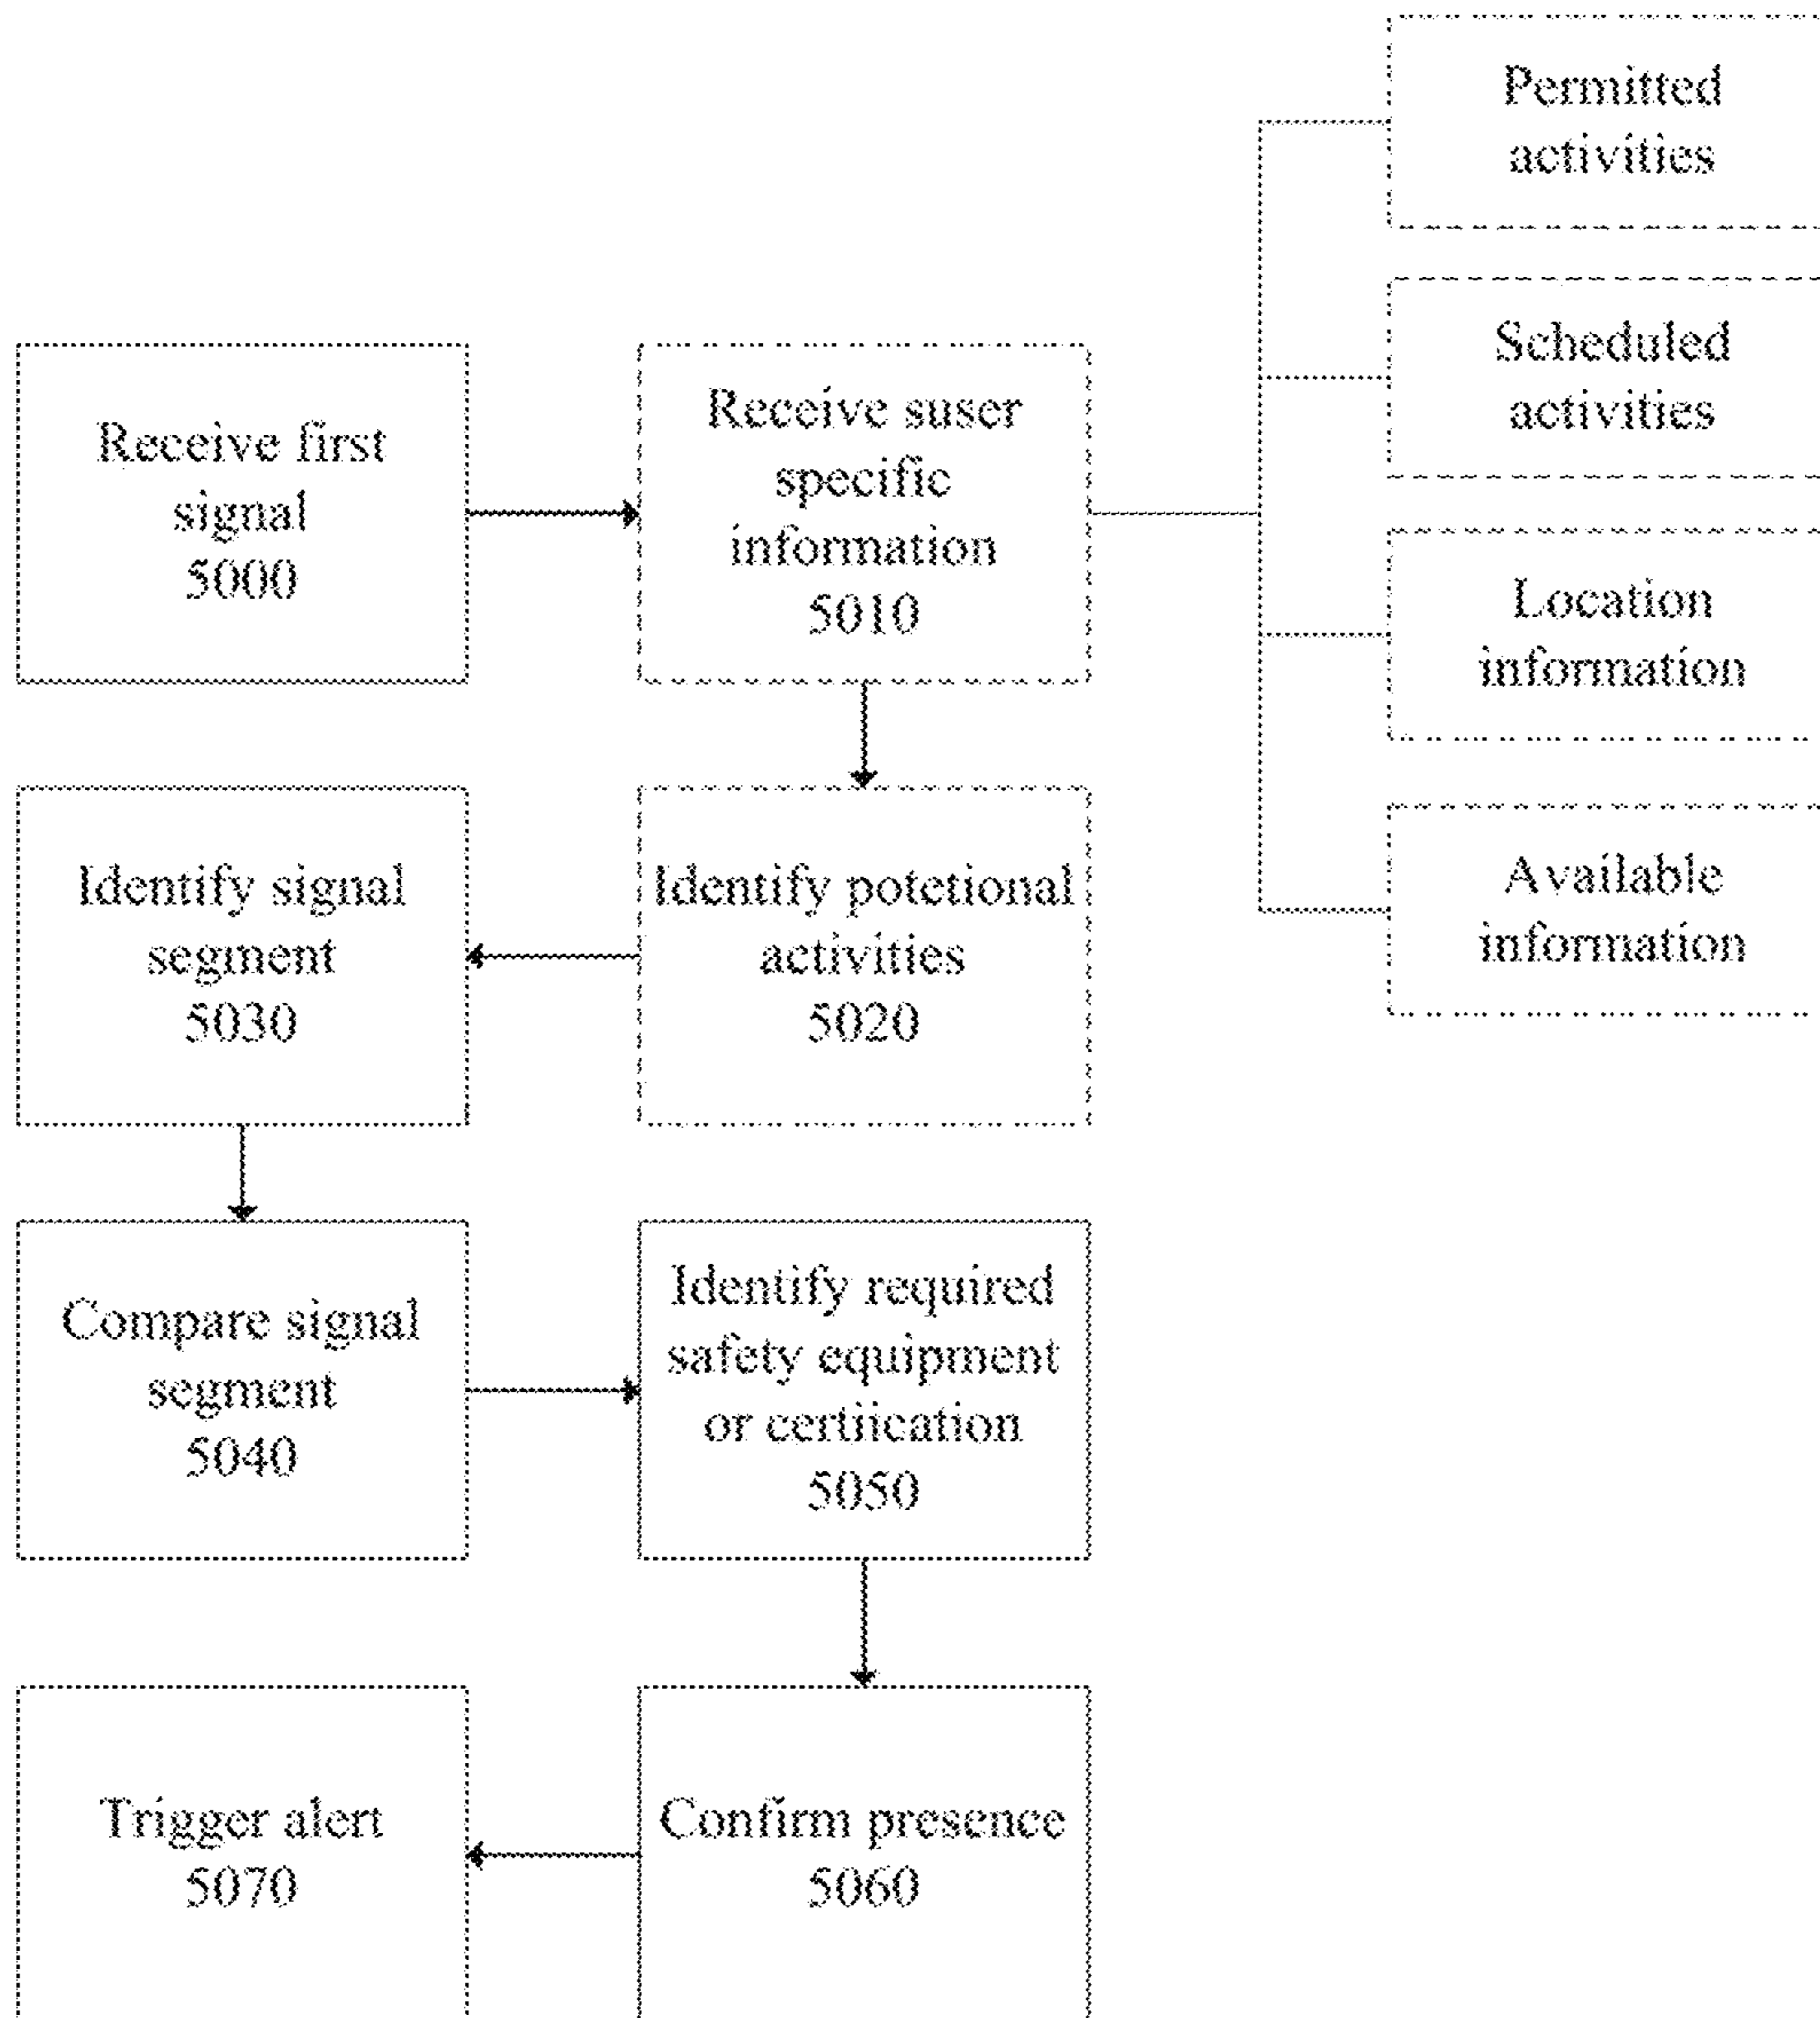 Permitted
activities
Scheduled
activities
Receive first
signal
5000
Receive suser
specific
information
5010
Location
information
Identify signal
segment
5030
Identify potetional
activities
5020
Available
information
Compare signal
segment
5040
Identify required
safety equipment
or certiication
5050
Trigger alert
5070
Confirm presence
5060